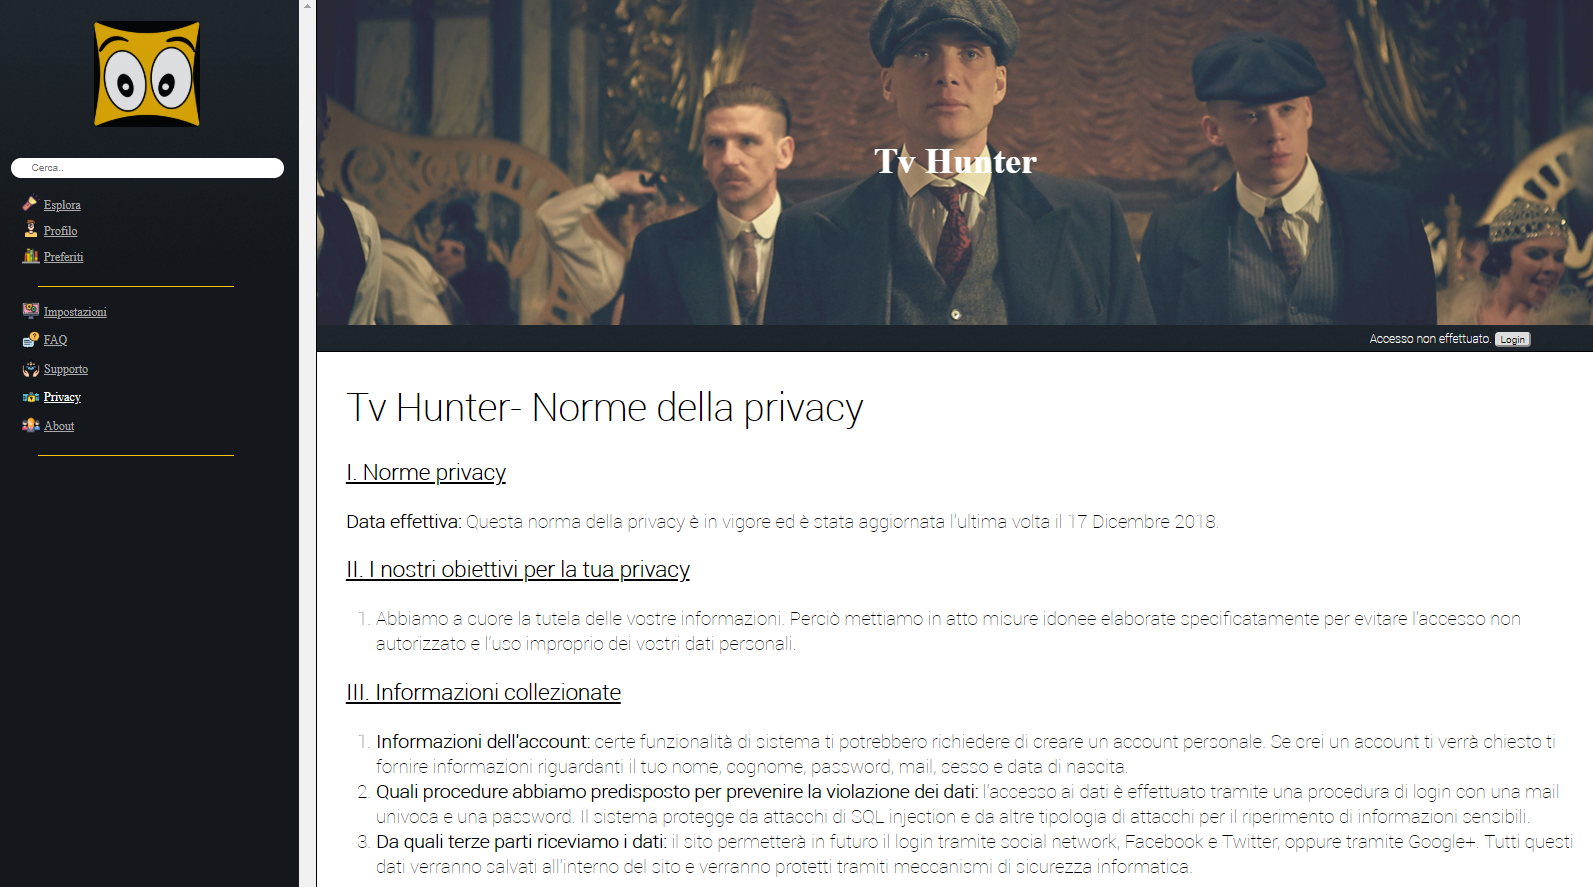 Cerca..
Esplora
Profilo
Preferiti
Impostazioni
FAQ
Supporto
Privacy
About
Tv Hunter
Accesso non effettuato. Login
Tv Hunter- Norme della privacy
I. Norme privacy
Data effettiva: Questa norma della privacy è in vigore ed è stata aggiornata l'ultima volta il 17 Dicembre 2018.
II. I nostri obiettivi per la tua privacy
1. Abbiamo a cuore la tutela delle vostre informazioni. Perciò mettiamo in atto misure idonee elaborate specificatamente per evitare l'accesso non
autorizzato e l'uso improprio dei vostri dati personali.
III. Informazioni collezionate
1. Informazioni dell'account: certe funzionalità di sistema ti potrebbero richiedere di creare un account personale. Se crei un account ti verrà chiesto ti
fornire informazioni riguardanti il tuo nome, cognome, password, mail, sesso e data di nascita.
2. Quali procedure abbiamo predisposto per prevenire la violazione dei dati: l'accesso ai dati è effettuato tramite una procedura di login con una mail
univoca e una password. Il sistema protegge da attacchi di SQL injection e da altre tipologia di attacchi per il riperimento di informazioni sensibili.
3. Da quali terze parti riceviamo i dati: il sito permetterà in futuro il login tramite social network, Facebook e Twitter, oppure tramite Google+. Tutti questi
dati verranno salvati all'interno del sito e verranno protetti tramiti meccanismi di sicurezza informatica.